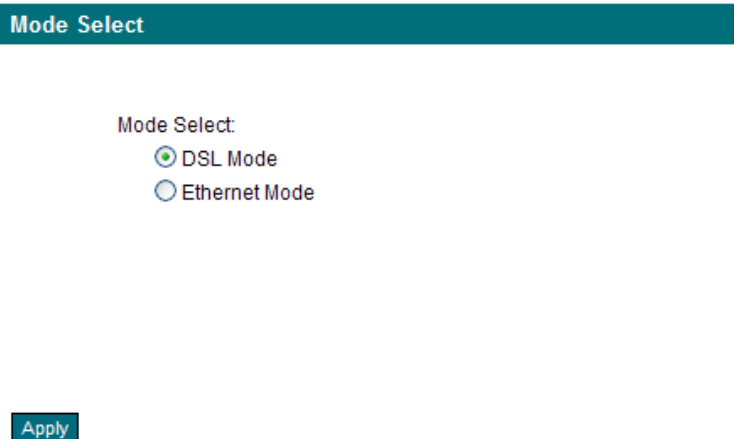 Mode Select
Mode Select:
DSL Mode
Ethernet Mode
Apply